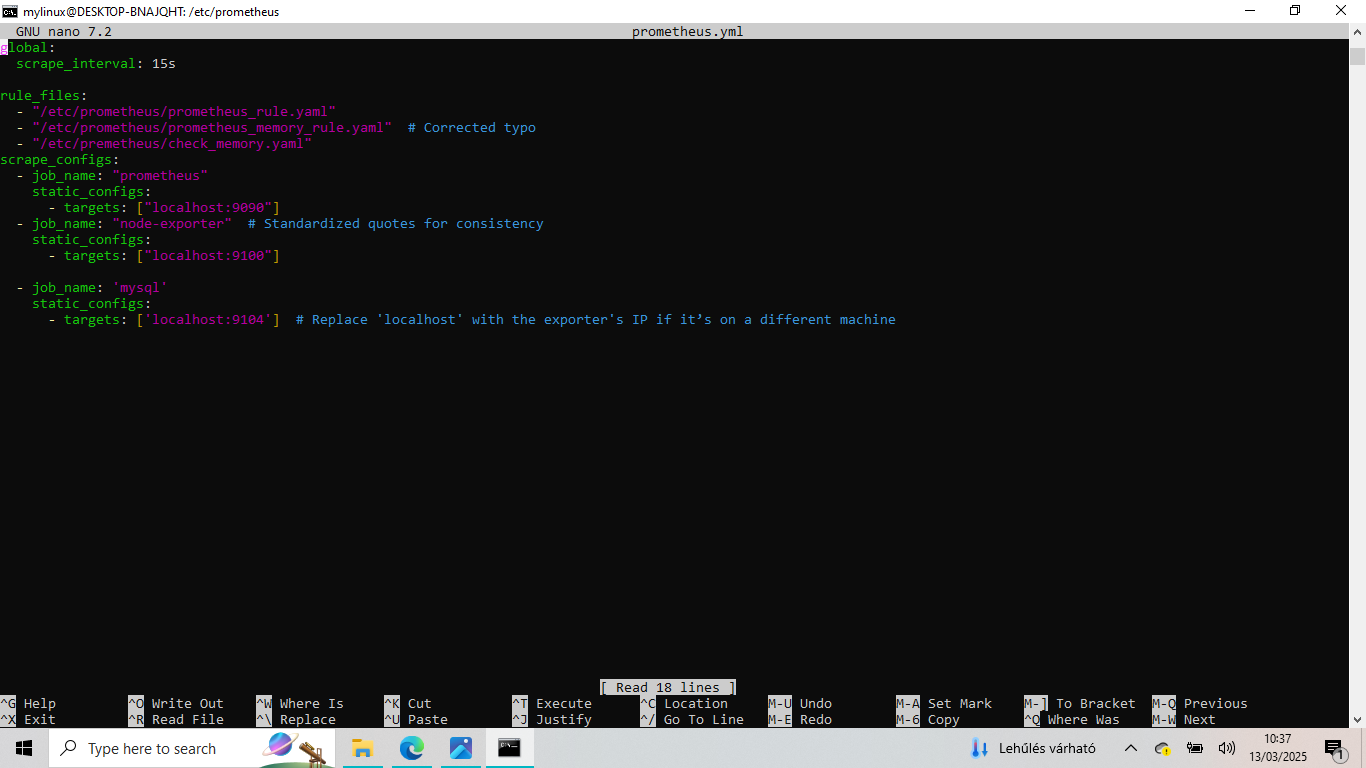 mylinux@DESKTOP-BNAJQHT: /etc/prometheus
GNU nano 7.2 prometheus.yml
global:
  scrape_interval: 15s

rule_files:
  - "/etc/prometheus/prometheus_rule.yaml"
  - "/etc/prometheus/prometheus_memory_rule.yaml"  # Corrected typo
  - "/etc/premetheus/check_memory.yaml"
scrape_configs:
  - job_name: "prometheus"
    static_configs:
      - targets: ["localhost:9090"]
  - job_name: "node-exporter"  # Standardized quotes for consistency
    static_configs:
      - targets: ["localhost:9100"]

  - job_name: 'mysql'
    static_configs:
      - targets: ['localhost:9104']  # Replace 'localhost' with the exporter's IP if it’s on a different machine
[ Read 18 lines ]
^G Help ^O Write Out ^W Where Is ^K Cut ^T Execute ^C Location M-U Undo M-A Set Mark M-] To Bracket M-Q Previous
^X Exit ^R Read File ^\ Replace ^U Paste ^J Justify ^/ Go To Line M-E Redo M-6 Copy ^Q Where Was M-W Next
Type here to search Lehűlés várható 10:37
13/03/2025 1